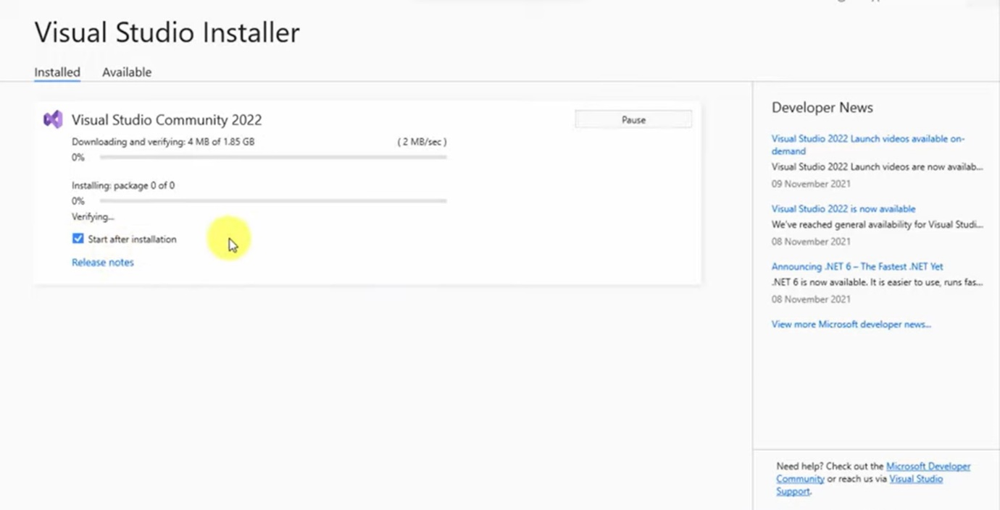 Visual Studio Installer
Installed Available
Visual Studio Community 2022
Pause
Downloading and verifying: 4 MB of 1.85 GB ( 2 MB/sec )
0%
Installing: package 0 of 0
0%
Verifying...
Start after installation
Release notes
Developer News
Visual Studio 2022 Launch videos available on-
demand
Visual Studio 2022 Launch videos are now availab...
09 November 2021
Visual Studio 2022 is now available
We've reached general availability for Visual Studi...
08 November 2021
Announcing .NET 6 – The Fastest .NET Yet
.NET 6 is now available. It is easier to use, runs fas...
08 November 2021
View more Microsoft developer news...
Need help? Check out the Microsoft Developer
Community or reach us via Visual Studio
Support.